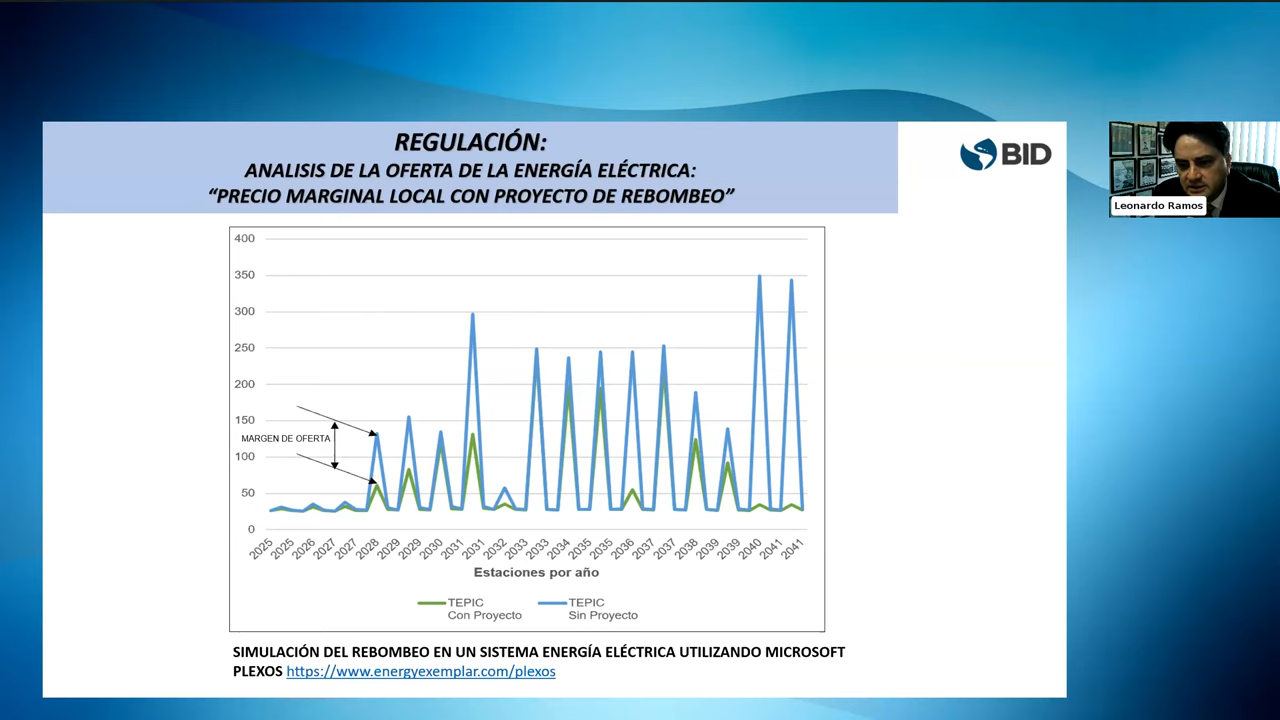 REGULACIÓN:
ANALISIS DE LA OFERTA DE LA ENERGÍA ELÉCTRICA:
“PRECIO MARGINAL LOCAL CON PROYECTO DE REBOMBEO”
BID
Leonardo Ramos
400
350
300
250
200
150
100
50
0
MARGEN DE OFERTA
2025 2025 2026 2027 2027 2028 2029 2029 2030 2031 2031 2032 2033 2033 2034 2035 2035 2036 2037 2037 2038 2039 2039 2040 2041 2041
Estaciones por año
TEPIC
Con Proyecto
TEPIC
Sin Proyecto
SIMULACIÓN DEL REBOMBEO EN UN SISTEMA ENERGÍA ELÉCTRICA UTILIZANDO MICROSOFT
PLEXOS https://www.energyexemplar.com/plexos